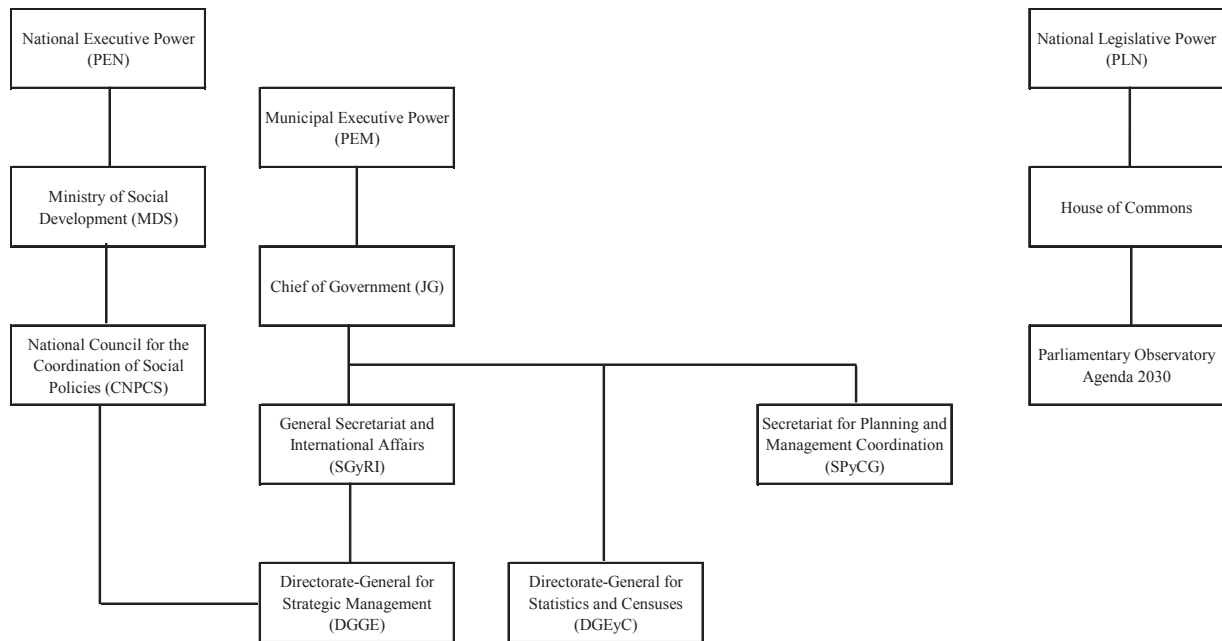 National Executive Power
(PEN)
National Legislative Power
(PLN)
Municipal Executive Power
(PEM)
Ministry of Social
Development (MDS)
House of Commons
Chief of Government (JG)
National Council for the
Coordination of Social
Policies (CNPCS)
Parliamentary Observatory
Agenda 2030
General Secretariat and
International Affairs
(SGyRI)
Secretariat for Planning and
Management Coordination
(SPyCG)
Directorate-General for
Strategic Management
(DGGE)
Directorate-General for
Statistics and Censuses
(DGEyC)